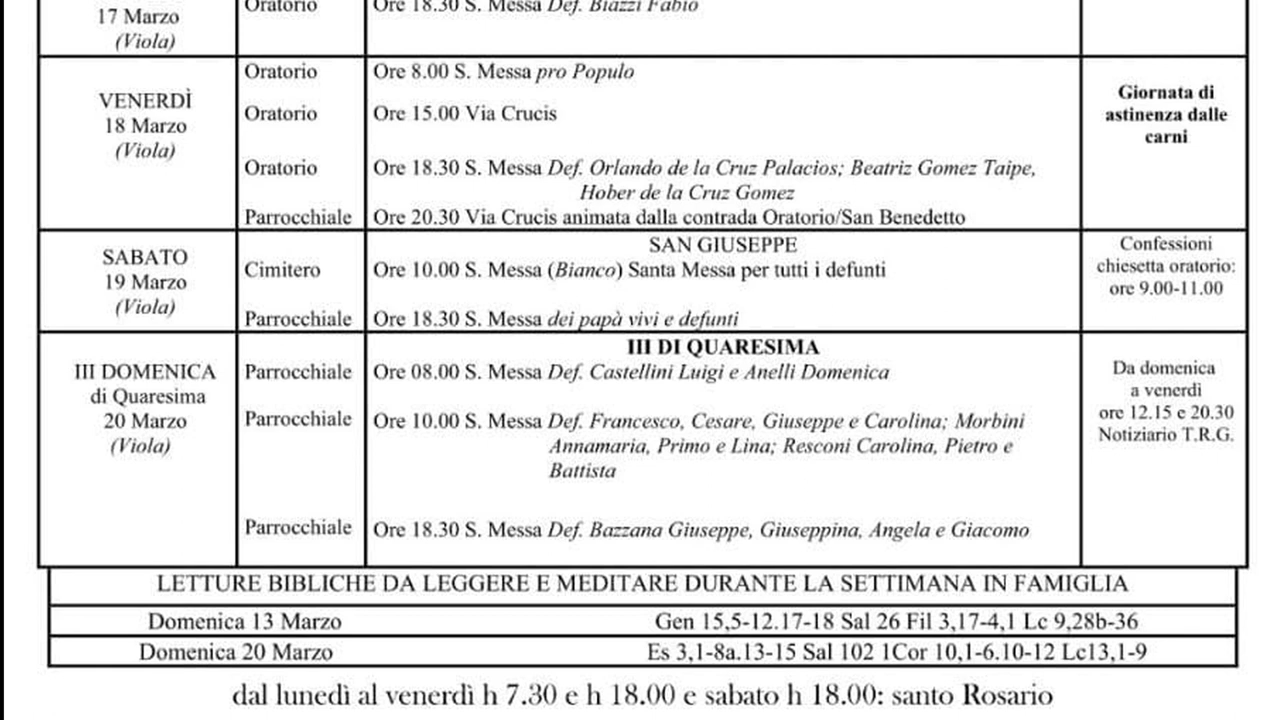 17 Marzo
(Viola)
Oratorio
Ore 18.30 S. Messa Def. Biazzi Fabio
VENERDÌ
18 Marzo
(Viola)
Oratorio
Ore 8.00 S. Messa pro Populo
Oratorio
Ore 15.00 Via Crucis
Oratorio
Ore 18.30 S. Messa Def. Orlando de la Cruz Palacios; Beatriz Gomez Taipe,
Hober de la Cruz Gomez
Parrocchiale
Ore 20.30 Via Crucis animata dalla contrada Oratorio/San Benedetto
Giornata di
astinenza dalle
carni
SABATO
19 Marzo
(Viola)
SAN GIUSEPPE
Cimitero
Ore 10.00 S. Messa (Bianco) Santa Messa per tutti i defunti
Parrocchiale
Ore 18.30 S. Messa dei papà vivi e defunti
Confessioni
chiesetta oratorio:
ore 9.00-11.00
III DOMENICA
di Quaresima
20 Marzo
(Viola)
III DI QUARESIMA
Parrocchiale
Ore 08.00 S. Messa Def. Castellini Luigi e Anelli Domenica
Parrocchiale
Ore 10.00 S. Messa Def. Francesco, Cesare, Giuseppe e Carolina; Morbini
Annamaria, Primo e Lina; Resconi Carolina, Pietro e
Battista
Parrocchiale
Ore 18.30 S. Messa Def. Bazzana Giuseppe, Giuseppina, Angela e Giacomo
Da domenica
a venerdì
ore 12.15 e 20.30
Notiziario T.R.G.
LETTURE BIBLICHE DA LEGGERE E MEDITARE DURANTE LA SETTIMANA IN FAMIGLIA
Domenica 13 Marzo
Gen 15,5-12.17-18 Sal 26 Fil 3,17-4,1 Lc 9,28b-36
Domenica 20 Marzo
Es 3,1-8a.13-15 Sal 102 1Cor 10,1-6.10-12 Lc13,1-9
dal lunedì al venerdì h 7.30 e h 18.00 e sabato h 18.00: santo Rosario